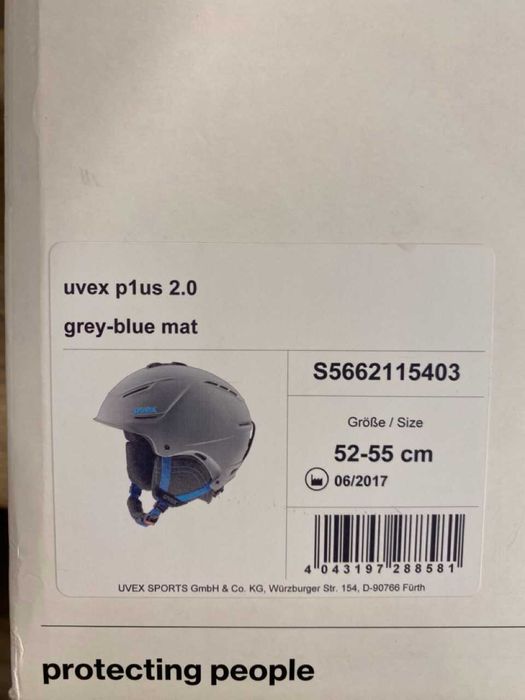 uvex p1us 2.0
grey-blue mat
uvex
S5662115403
Größe / Size
52-55 cm
06/2017
4 043197 288581
UVEX SPORTS GmbH & Co. KG, Würzburger Str. 154, D-90766 Fürth
protecting people